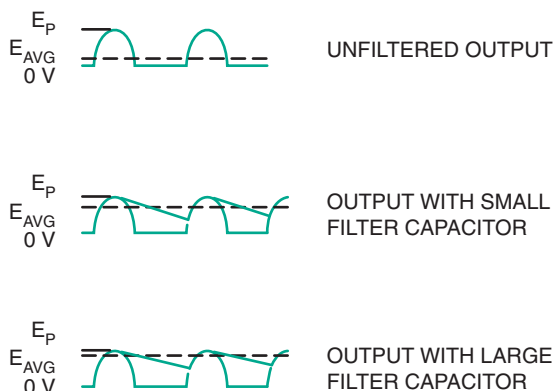 E_P
E_AVG
0 V
UNFILTERED OUTPUT
E_P
E_AVG
0 V
OUTPUT WITH SMALL
FILTER CAPACITOR
E_P
E_AVG
0 V
OUTPUT WITH LARGE
FILTER CAPACITOR